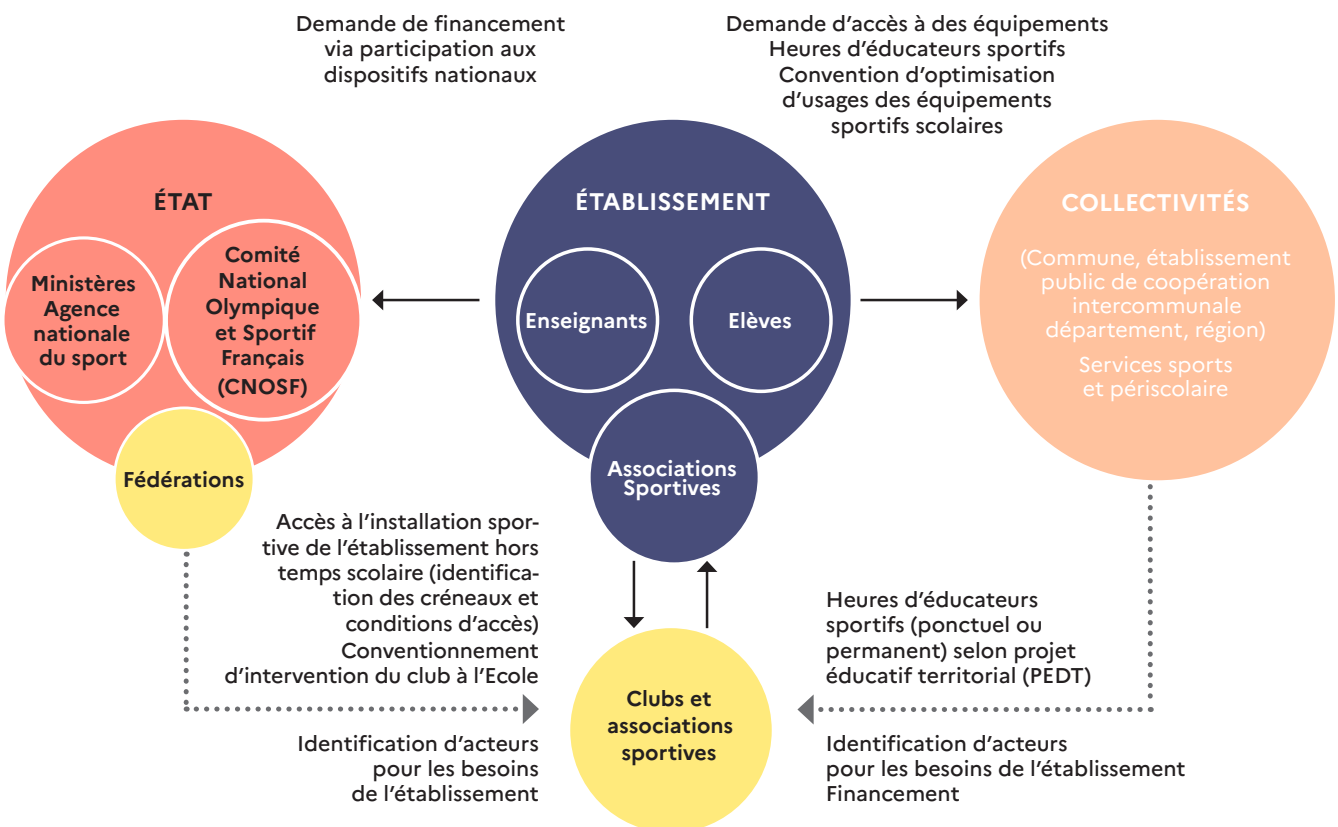 Demande de financement
via participation aux
dispositifs nationaux
Demande d'accès à des équipements
Heures d'éducateurs sportifs
Convention d'optimisation
d'usages des équipements
sportifs scolaires
ÉTAT
Ministères
Agence
nationale
du sport
Comité
National
Olympique
et Sportif
Français
(CNOSF)
Fédérations
ÉTABLISSEMENT
Enseignants
Elèves
Associations
Sportives
COLLECTIVITÉS
(Commune, établissement
public de coopération
intercommunale
département, région)
Services sports
et périscolaire
Accès à l'installation spor-
tive de l'établissement hors
temps scolaire (identifica-
tion des créneaux et
conditions d'accès)
Conventionnement
d'intervention du club à l'Ecole
Identification d'acteurs
pour les besoins
de l'établissement
Clubs et
associations
sportives
Heures d'éducateurs
sportifs (ponctuel ou
permanent) selon projet
éducatif territorial (PEDT)
Identification d'acteurs
pour les besoins de l'établissement
Financement